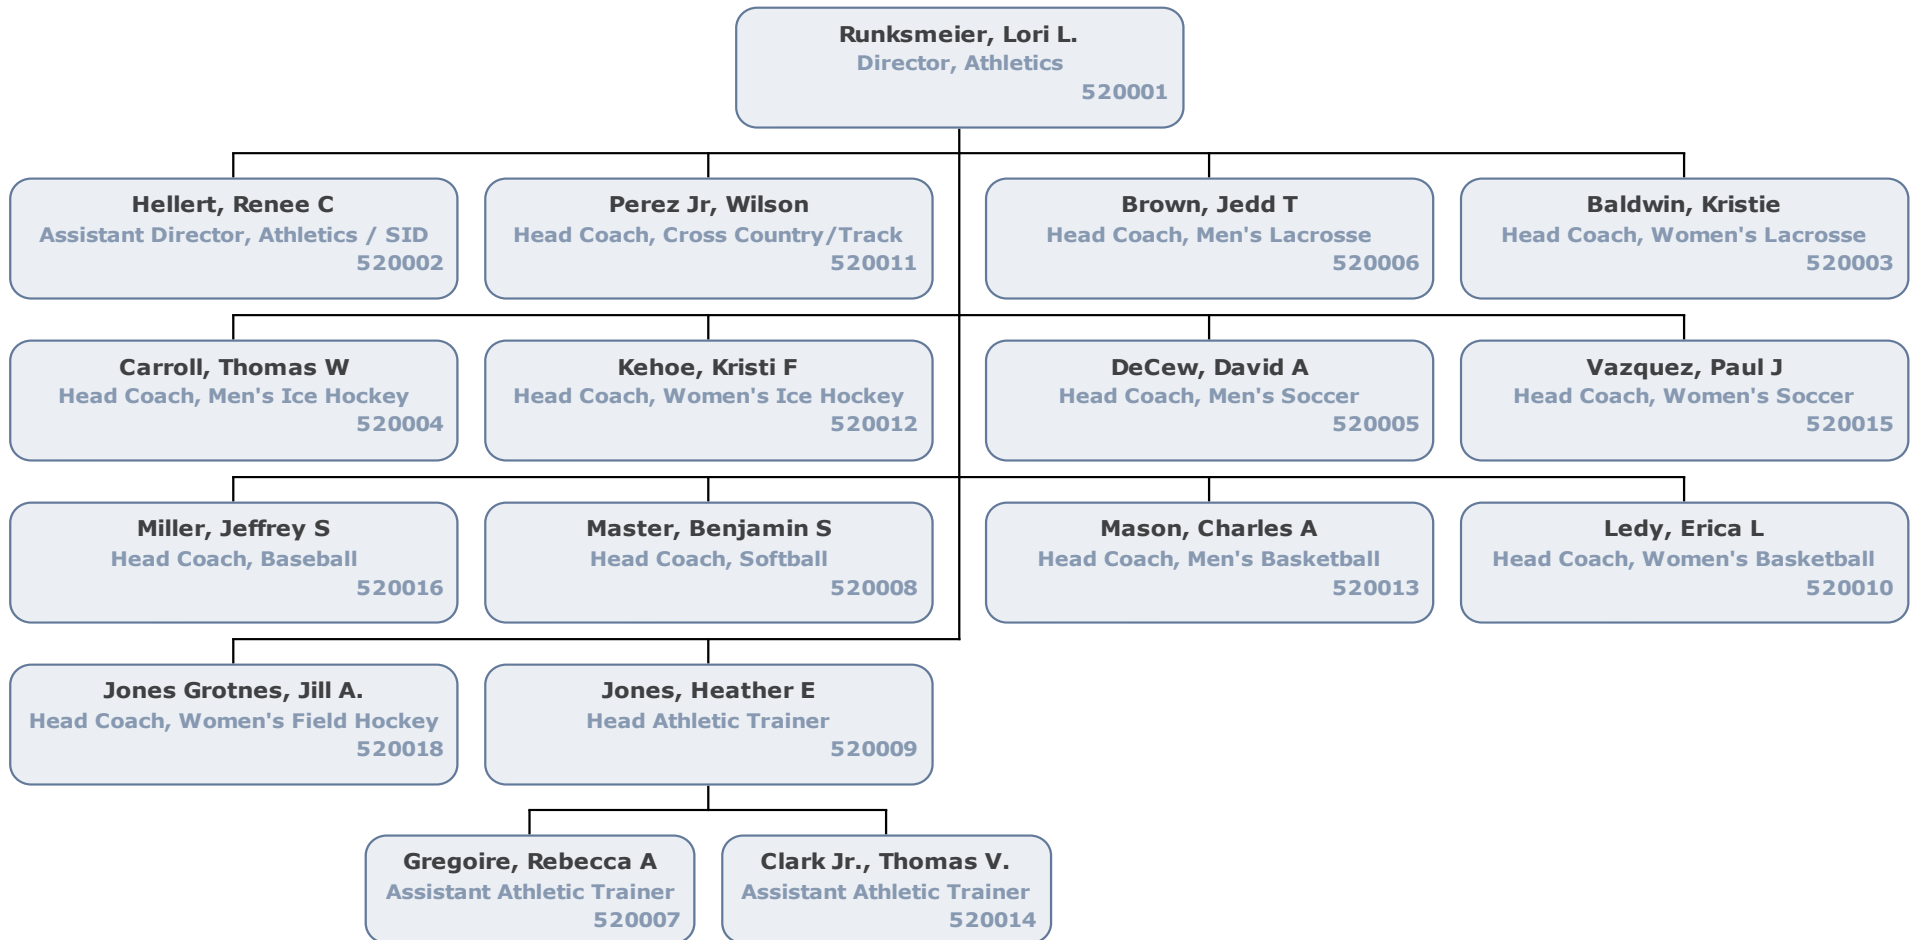 Runksmeier, Lori L.
Director, Athletics
520001
Hellert, Renee C
Assistant Director, Athletics / SID
520002
Perez Jr, Wilson
Head Coach, Cross Country/Track
520011
Brown, Jedd T
Head Coach, Men's Lacrosse
520006
Baldwin, Kristie
Head Coach, Women's Lacrosse
520003
Carroll, Thomas W
Head Coach, Men's Ice Hockey
520004
Kehoe, Kristi F
Head Coach, Women's Ice Hockey
520012
DeCew, David A
Head Coach, Men's Soccer
520005
Vazquez, Paul J
Head Coach, Women's Soccer
520015
Miller, Jeffrey S
Head Coach, Baseball
520016
Master, Benjamin S
Head Coach, Softball
520008
Mason, Charles A
Head Coach, Men's Basketball
520013
Ledy, Erica L
Head Coach, Women's Basketball
520010
Jones Grotnes, Jill A.
Head Coach, Women's Field Hockey
520018
Jones, Heather E
Head Athletic Trainer
520009
Gregoire, Rebecca A
Assistant Athletic Trainer
520007
Clark Jr., Thomas V.
Assistant Athletic Trainer
520014